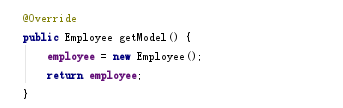 @Override
public Employee getModel() {
    employee = new Employee();
    return employee;
}